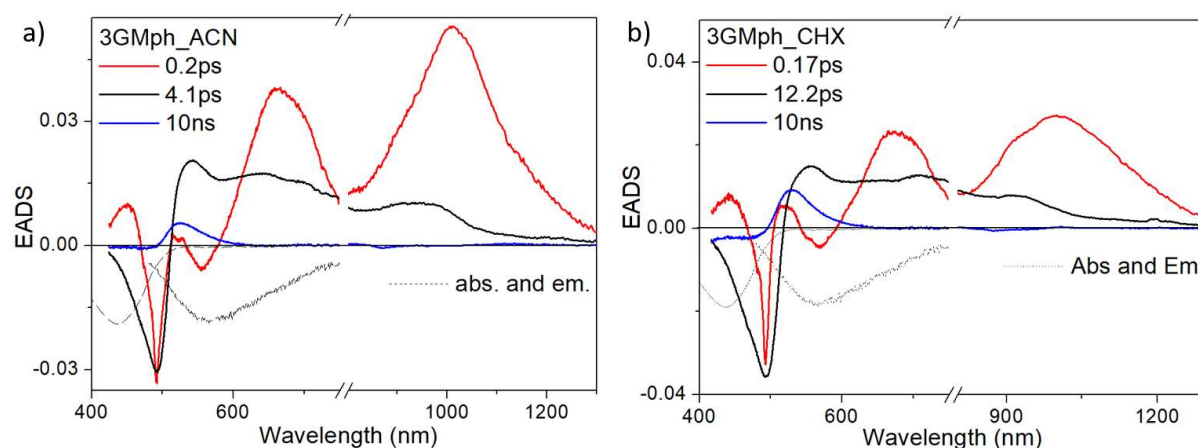 a)
3GMph_ACN
0.2ps
4.1ps
10ns
abs. and em.
EADS
0.03
0.00
-0.03
400
600
1000
1200
Wavelength (nm)
b)
3GMph_CHX
0.17ps
12.2ps
10ns
Abs and Em
EADS
0.04
0.00
-0.04
400
600
900
1200
Wavelength (nm)